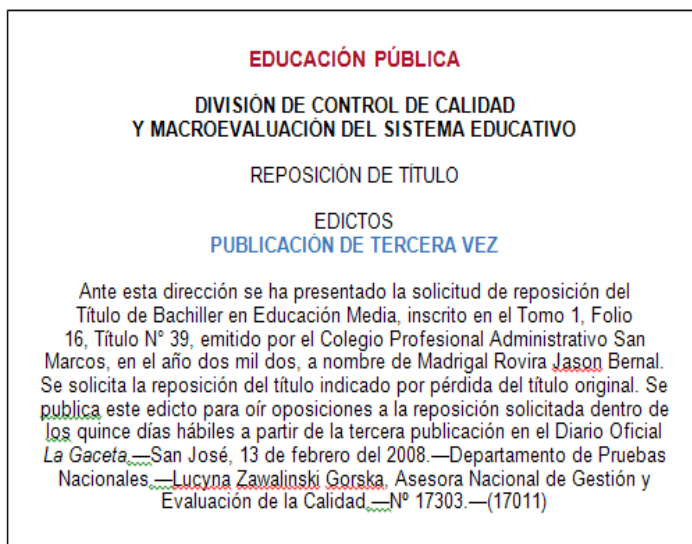 EDUCACIÓN PÚBLICA
DIVISIÓN DE CONTROL DE CALIDAD
Y MACROEVALUACIÓN DEL SISTEMA EDUCATIVO
REPOSICIÓN DE TÍTULO
EDICTOS
PUBLICACIÓN DE TERCERA VEZ
Ante esta dirección se ha presentado la solicitud de reposición del
Título de Bachiller en Educación Media, inscrito en el Tomo 1, Folio
16, Título N° 39, emitido por el Colegio Profesional Administrativo San
Marcos, en el año dos mil dos, a nombre de Madrigal Rovira Jason Bernal.
Se solicita la reposición del título indicado por pérdida del título original. Se
publica este edicto para oír oposiciones a la reposición solicitada dentro de
los quince días hábiles a partir de la tercera publicación en el Diario Oficial
La Gaceta.—San José, 13 de febrero del 2008.—Departamento de Pruebas
Nacionales.—Lucyna Zawalinski Gorska, Asesora Nacional de Gestión y
Evaluación de la Calidad.—Nº 17303.—(17011)